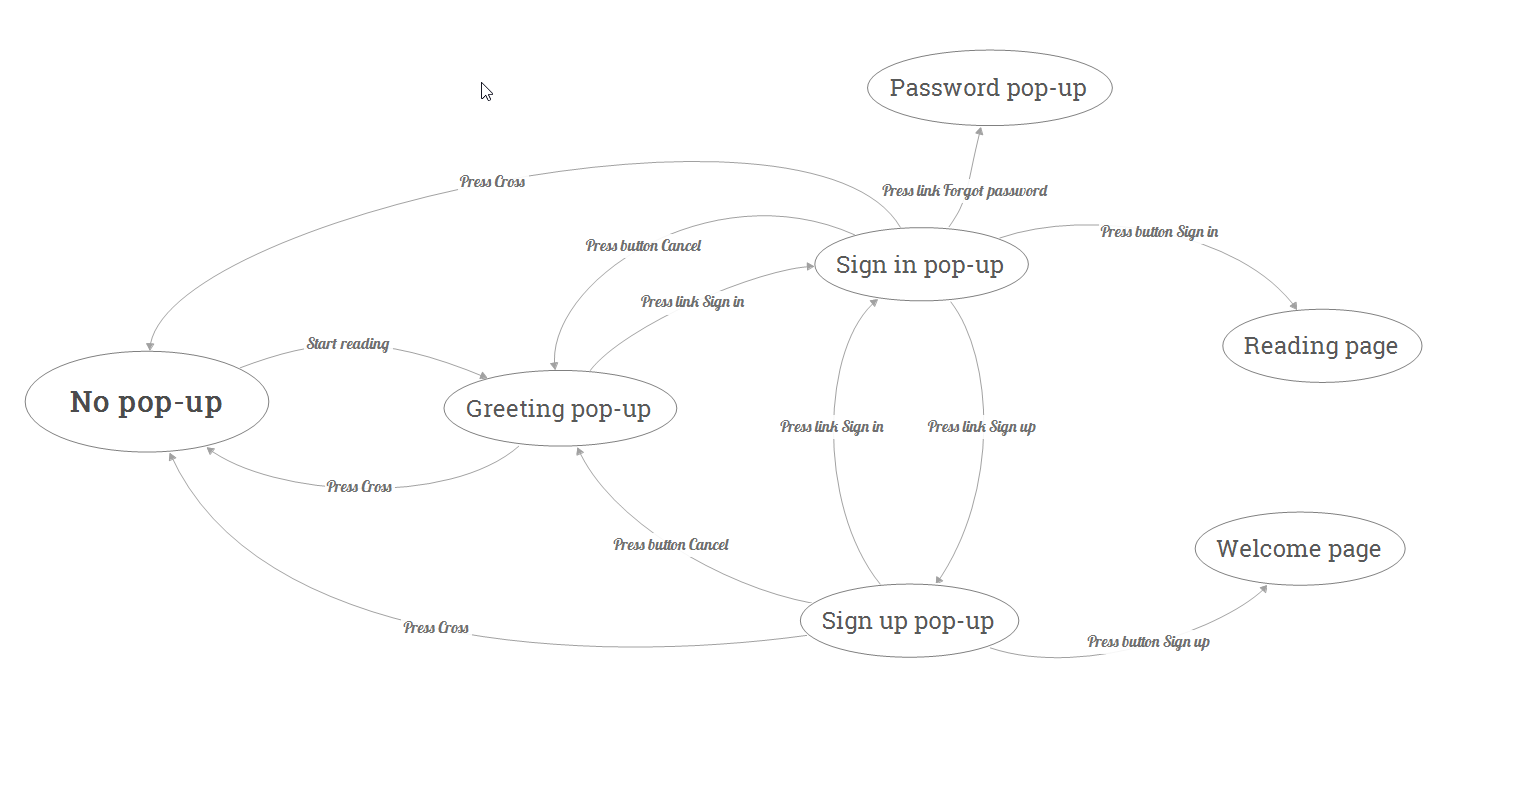 Password pop-up
Press Cross
Press link Forgot password
Press button Sign in
Press button Cancel
Sign in pop-up
Press link Sign in
Start reading
Reading page
No pop-up
Greeting pop-up
Press link Sign in
Press link Sign up
Press Cross
Press button Cancel
Welcome page
Sign up pop-up
Press Cross
Press button Sign up